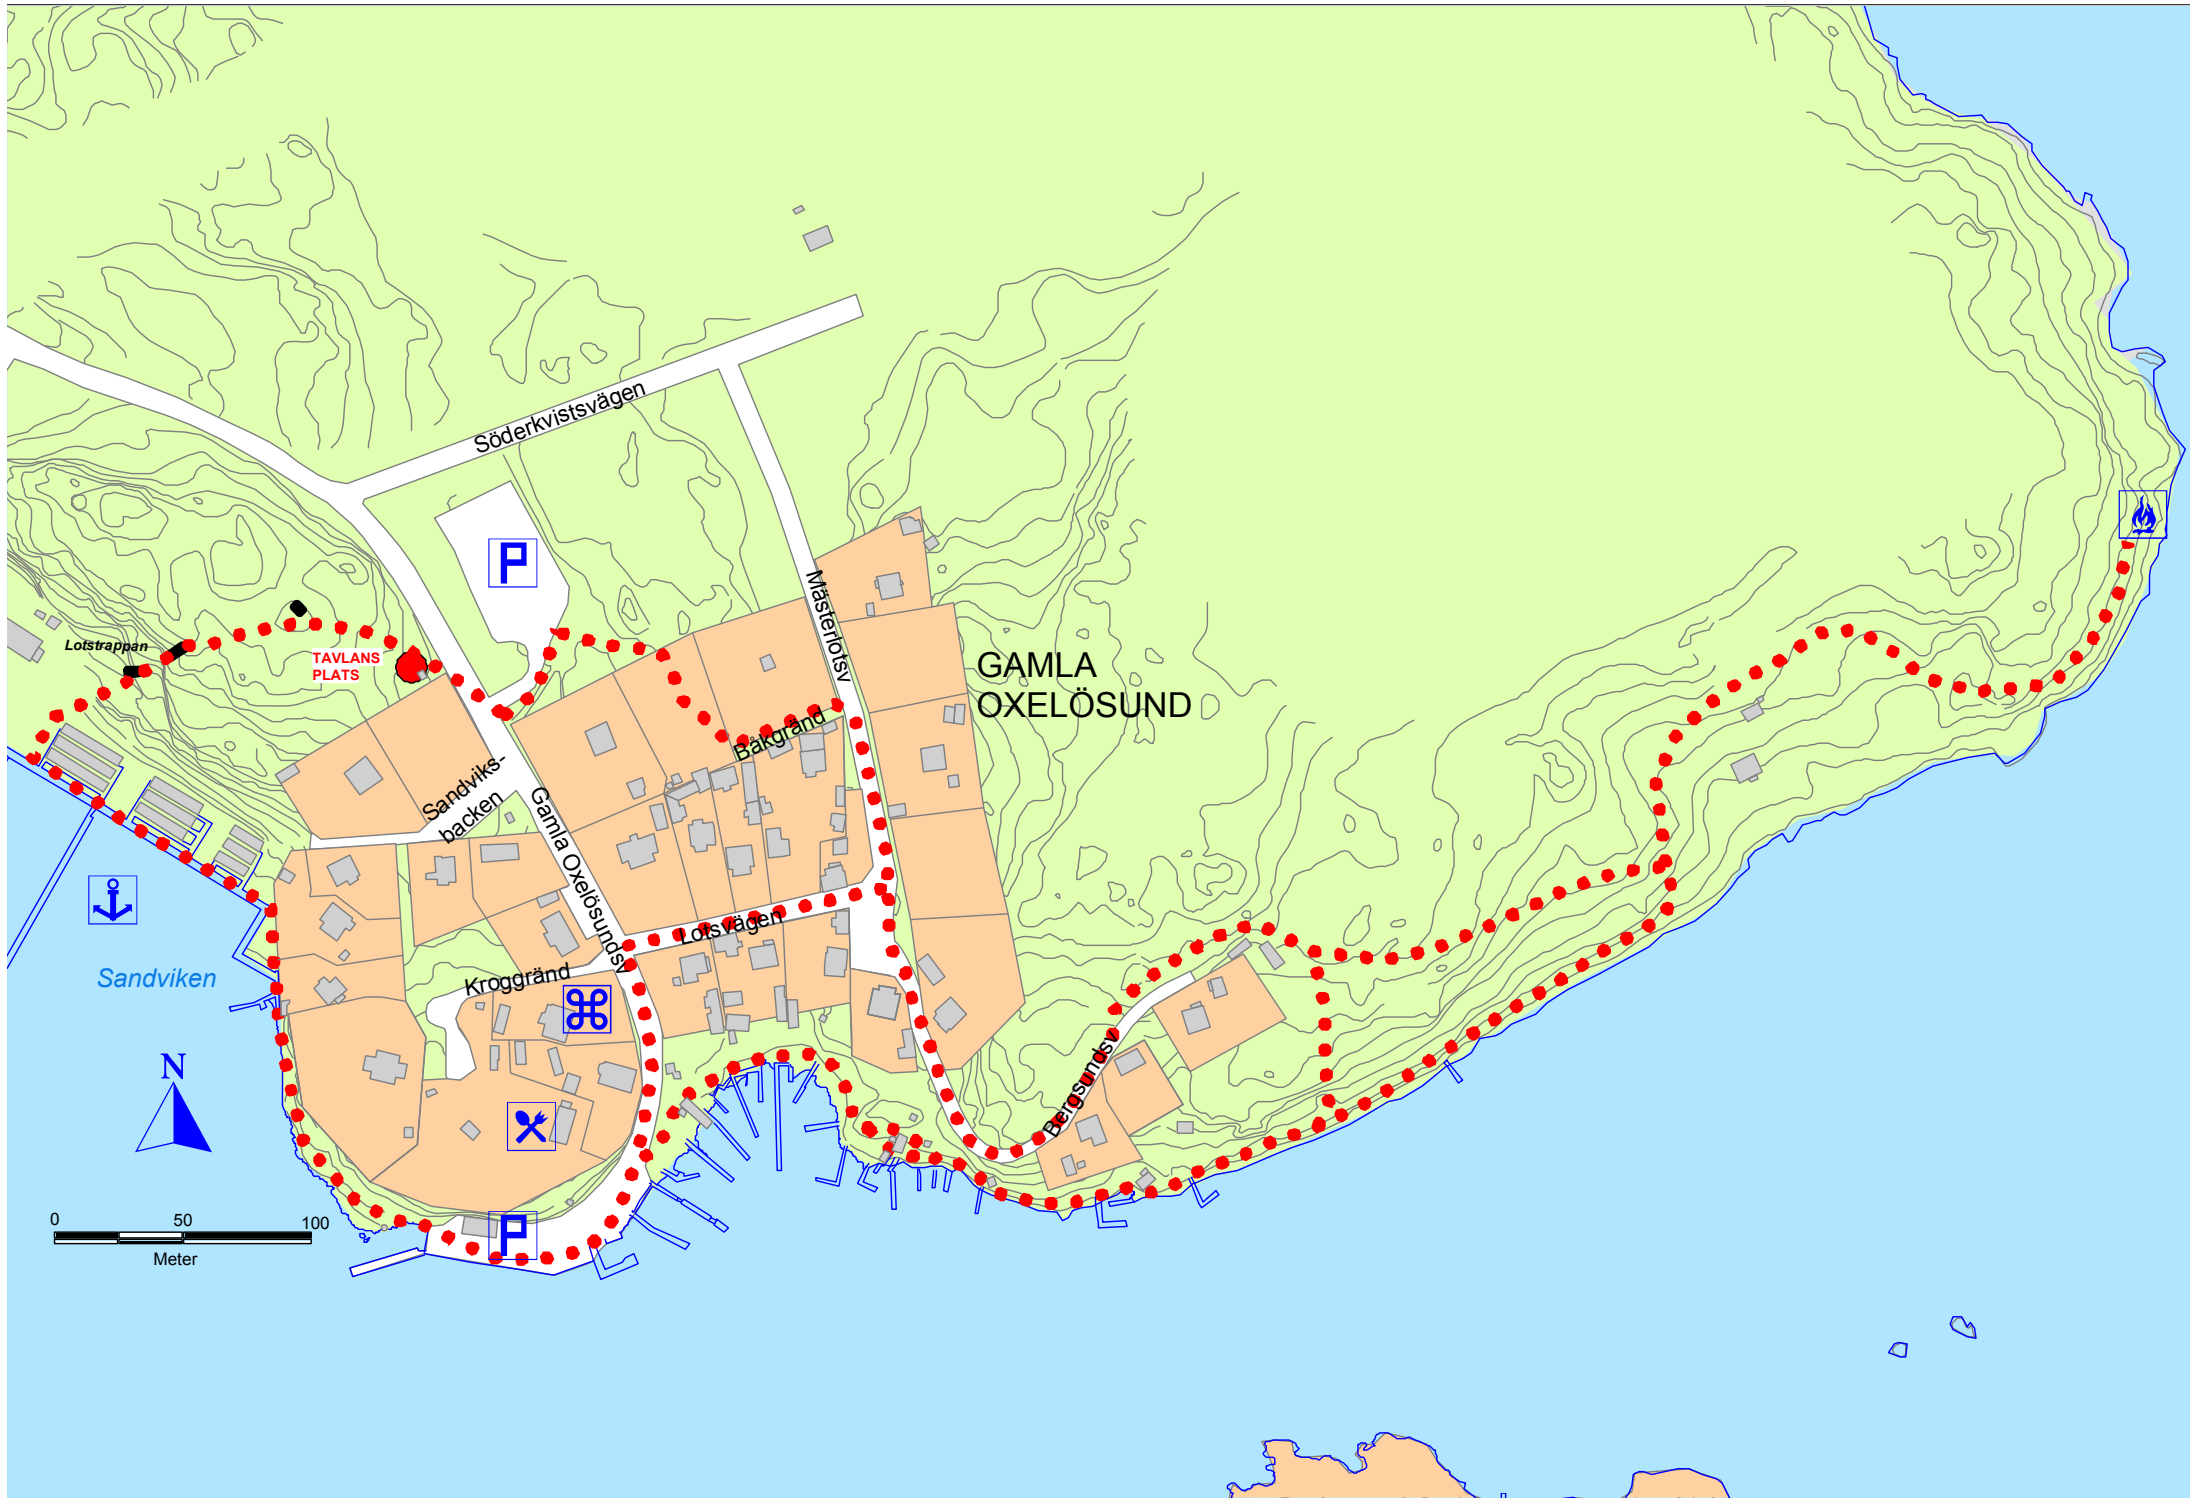 Söderkvistsvägen
P
Mästerlotsv
Lotstrappan
TAVLANS
PLATS
GAMLA
OXELÖSUND
Båkgränd
Sandviks-
backen
Gamla Oxelösundsv
Lotsvägen
Kroggränd
Sandviken
Bergsundsv
N
P
0 50 100
Meter